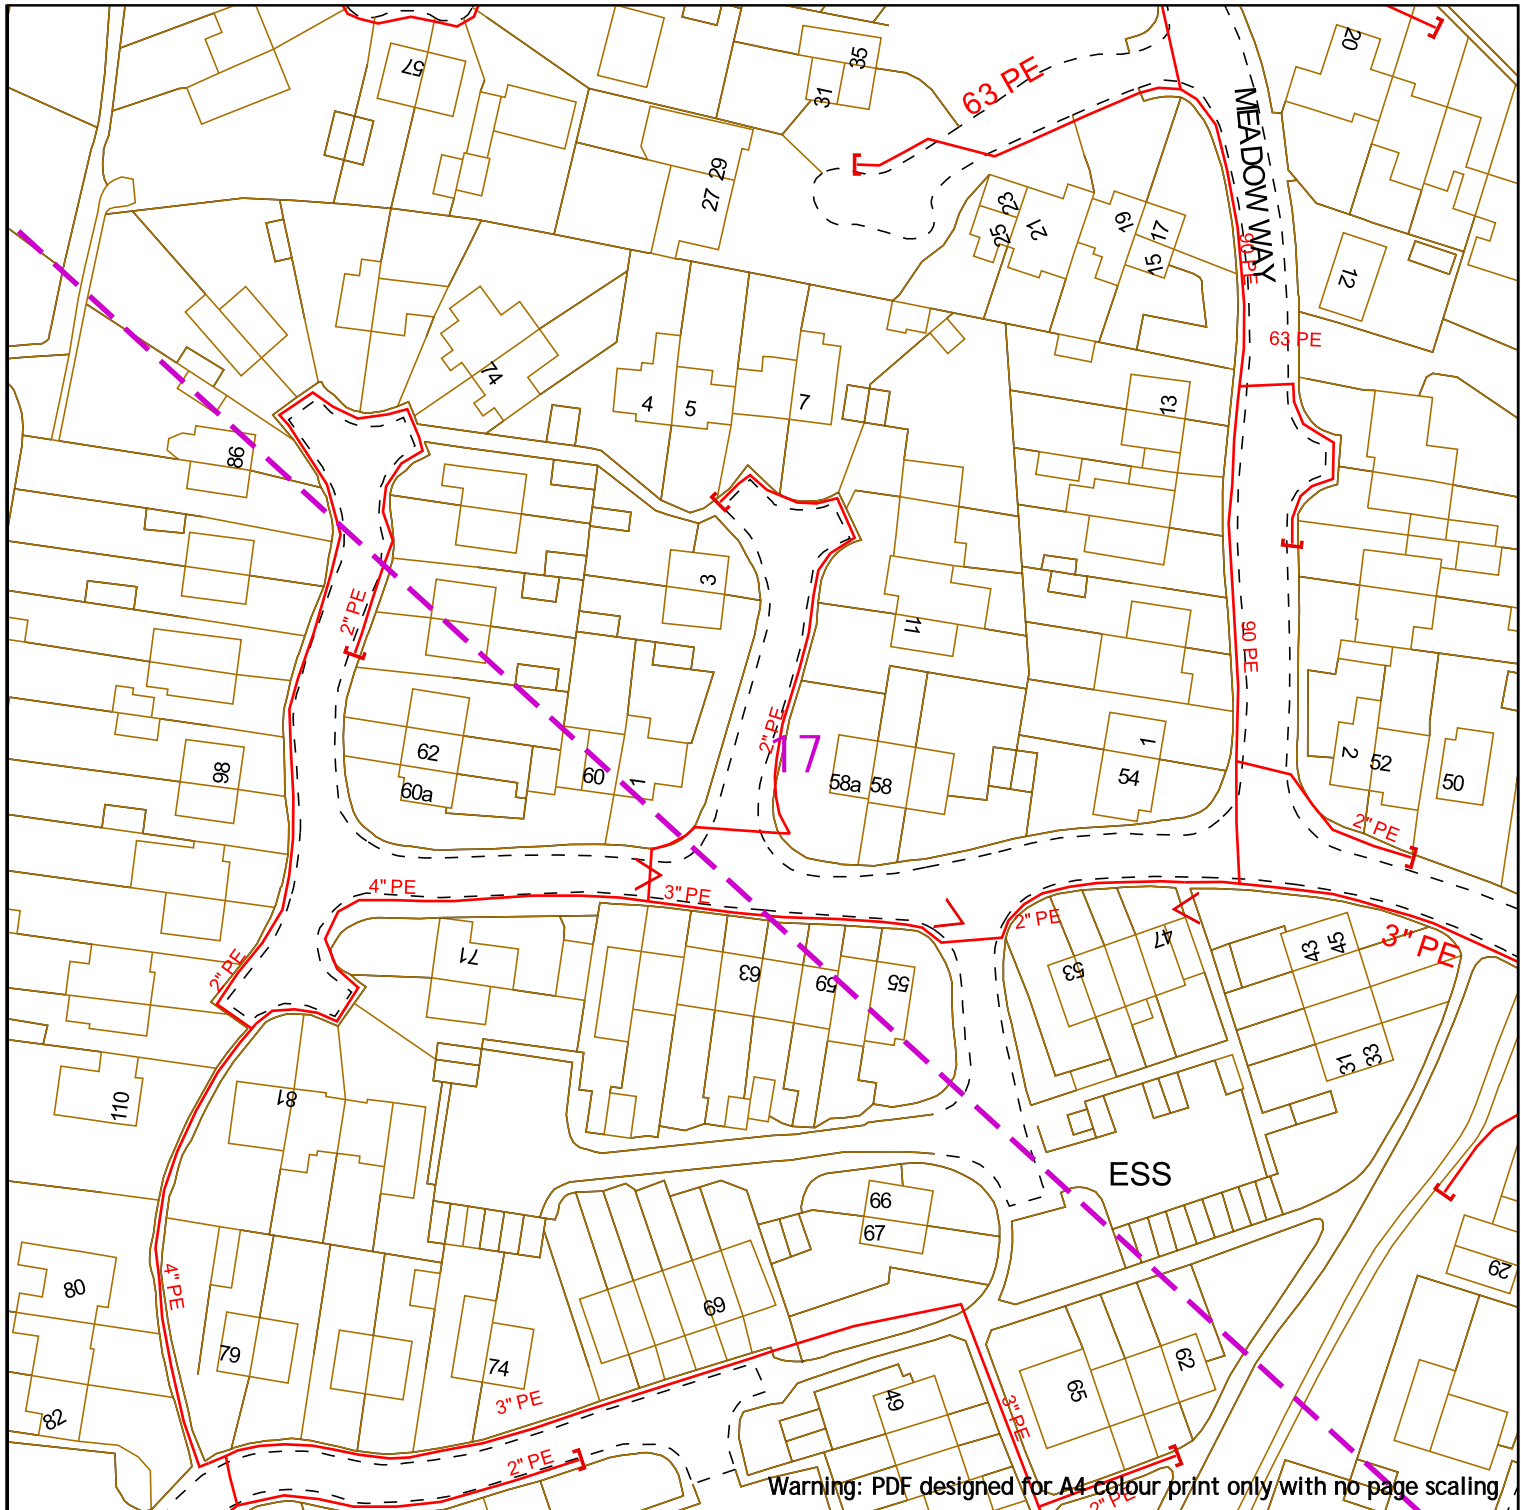 57
35
31
63 PE
MEADOW WAY
20
29
27
23
25
21
19
17
15
90 PE
12
63 PE
74
4
5
7
13
86
3
2" PE
11
90 PE
2" PE
17
62
60a
60
1
58a
58
1
54
2
52
50
98
2" PE
4" PE
3" PE
2" PE
47
43
45
3" PE
71
63
59
55
53
2" PE
31
33
110
81
ESS
66
67
29
80
4" PE
69
79
74
62
65
82
3" PE
49
3" PE
2" PE
Warning: PDF designed for A4 colour print only with no page scaling
2" PE